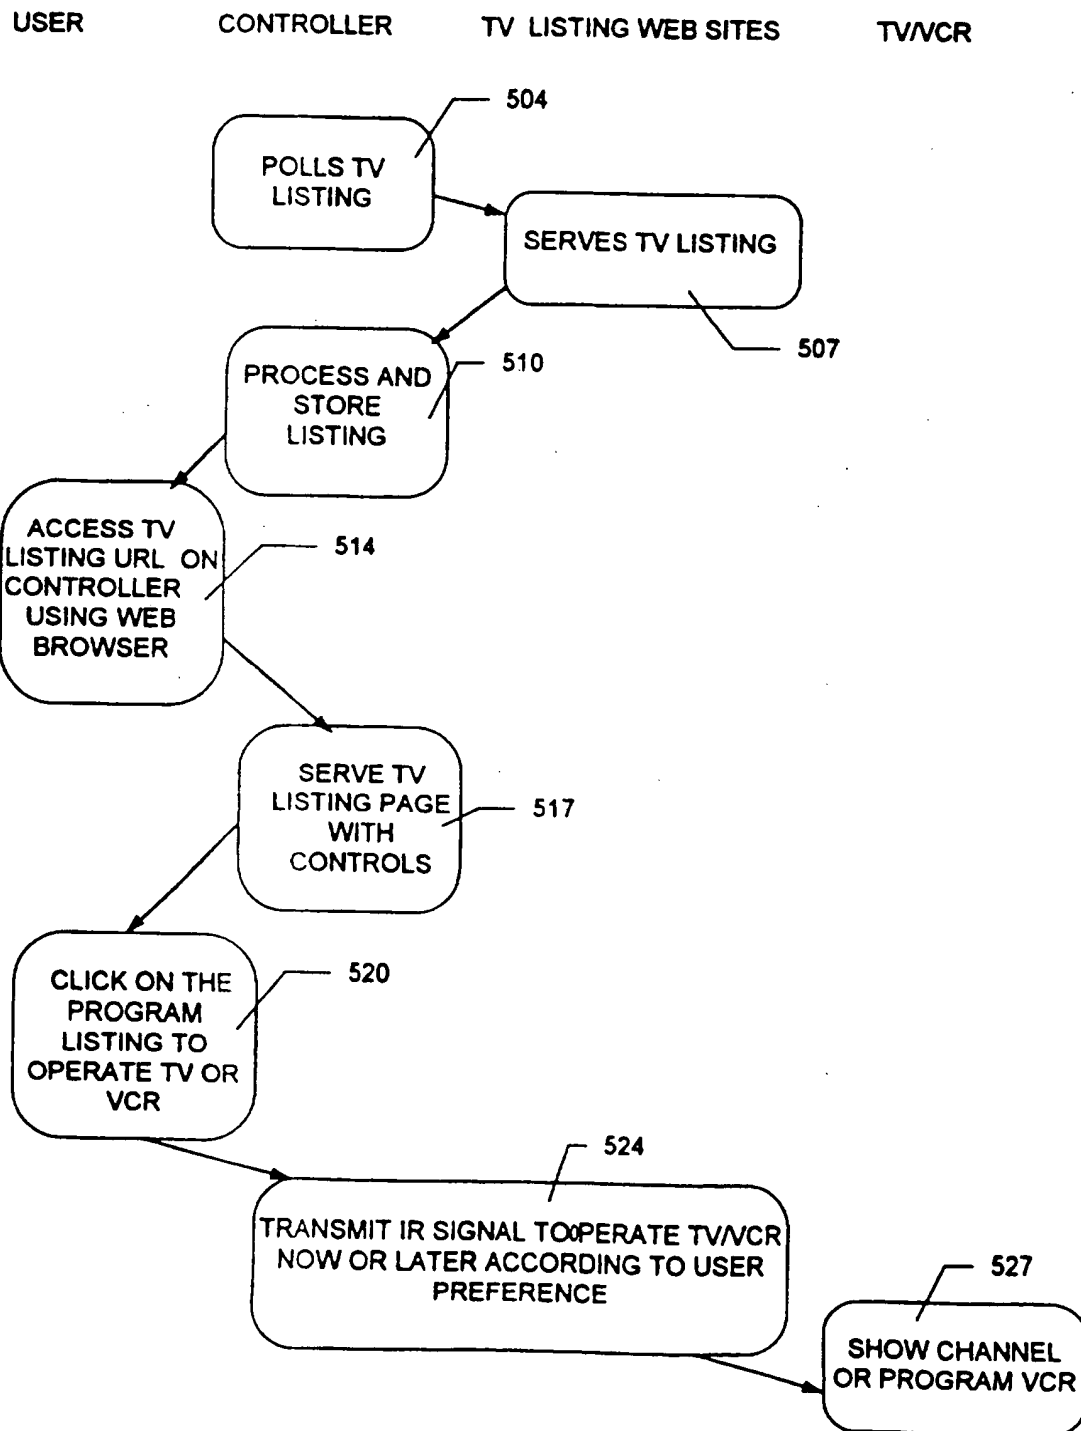 USER CONTROLLER TV LISTING WEB SITES TV/VCR
504
POLLS TV
LISTING
SERVES TV LISTING
507
510
PROCESS AND
STORE
LISTING
ACCESS TV
LISTING URL ON
CONTROLLER
USING WEB
BROWSER
514
SERVE TV
LISTING PAGE
WITH
CONTROLS
517
CLICK ON THE
PROGRAM
LISTING TO
OPERATE TV OR
VCR
520
524
TRANSMIT IR SIGNAL TO OPERATE TV/VCR
NOW OR LATER ACCORDING TO USER
PREFERENCE
527
SHOW CHANNEL
OR PROGRAM VCR